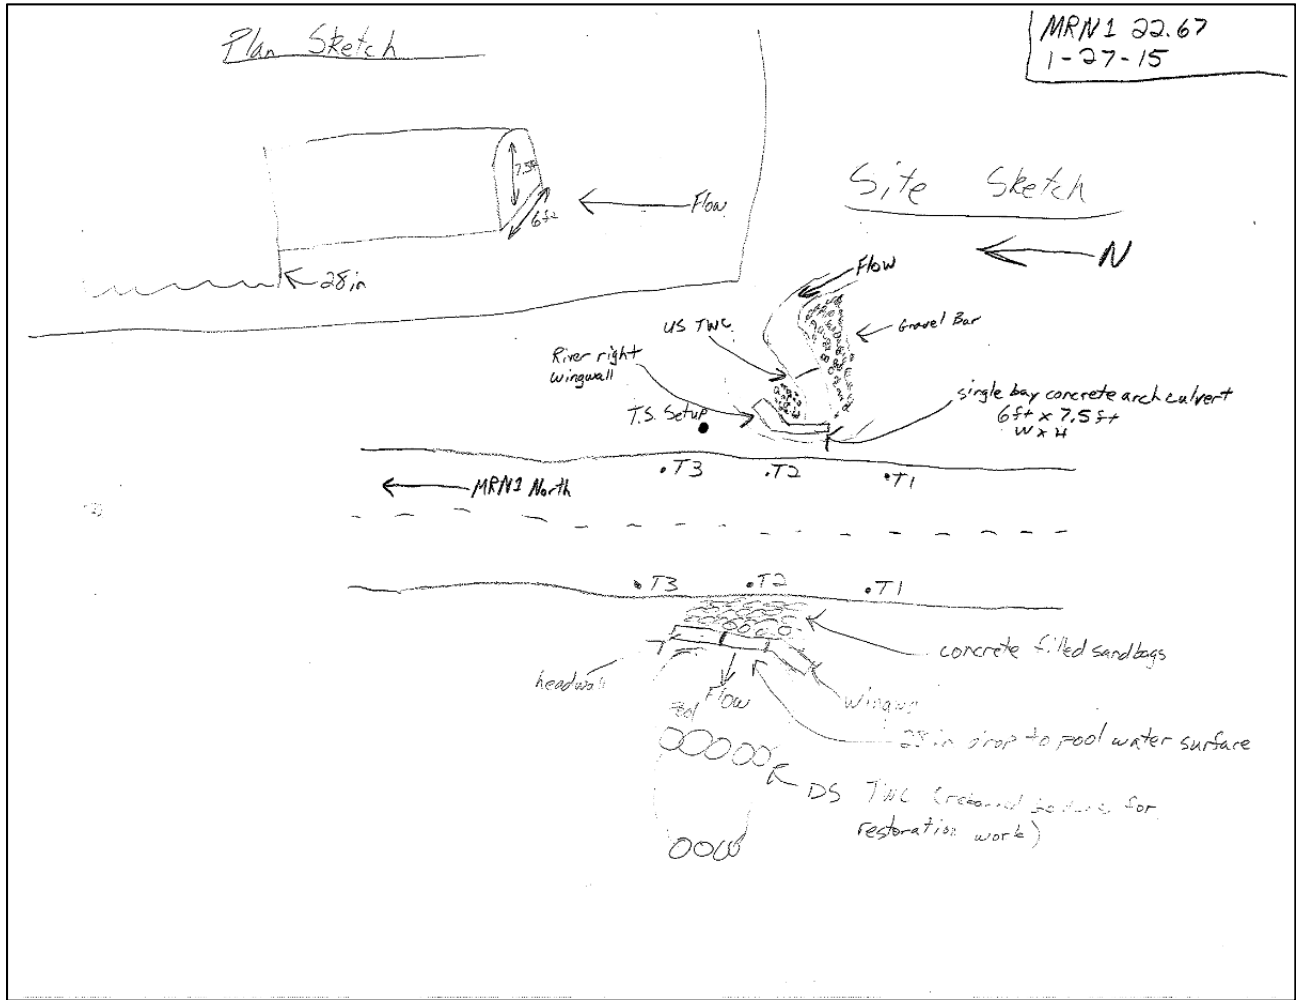 Plan Sketch
MRN1 22.67
1-27-15
7.5ft
6ft
Flow
28in
Site Sketch
N
Flow
US TWC
Gravel Bar
River right
wingwall
T.S. Setup
single bay concrete arch culvert
6ft x 7.5ft
W x H
T3
T2
T1
MRN1 North
T3
T2
T1
concrete filled sandbags
headwall
Flow
Pool
28 in drop to pool water surface
DS TWC ( for
restoration work)